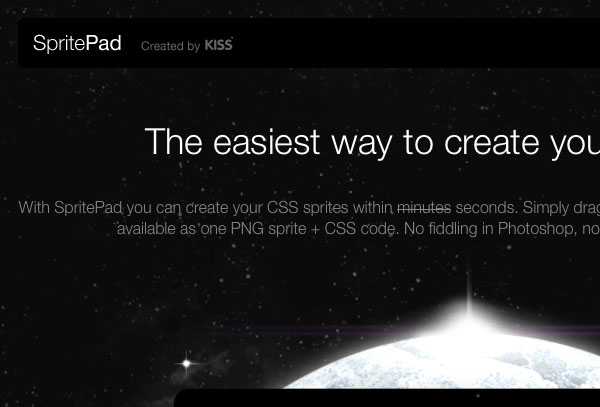 SpritePad Created by KISS
The easiest way to create you
With SpritePad you can create your CSS sprites within minutes seconds. Simply drag
available as one PNG sprite + CSS code. No fiddling in Photoshop, no